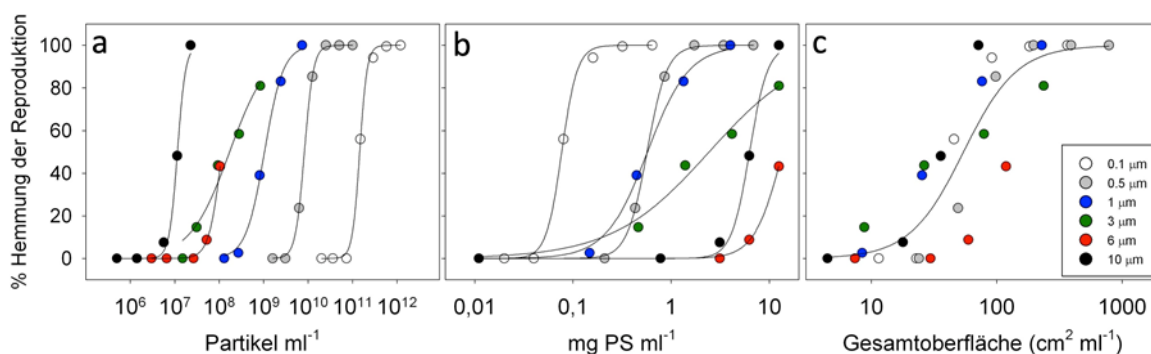 a
b
c
% Hemmung der Reproduktion
100
80
60
40
20
0
10⁶ 10⁷ 10⁸ 10⁹ 10¹⁰ 10¹¹ 10¹²
0,01 0,1 1 10
10 100 1000
0.1 µm
0.5 µm
1 µm
3 µm
6 µm
10 µm
Partikel ml⁻¹
mg PS ml⁻¹
Gesamtoberfläche (cm² ml⁻¹)